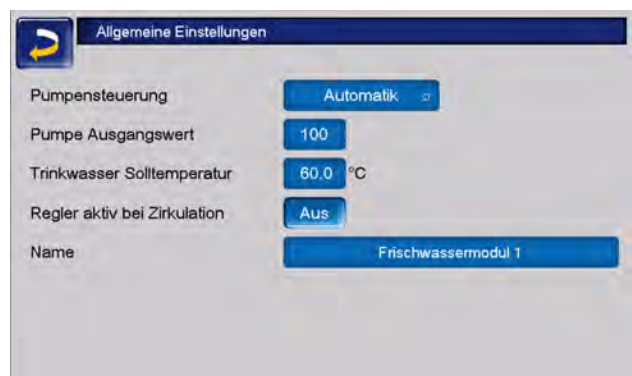 Allgemeine Einstellungen
Pumpensteuerung Automatik
Pumpe Ausgangswert 100
Trinkwasser Solltemperatur 60.0 °C
Regler aktiv bei Zirkulation Aus
Name Frischwassermodul 1